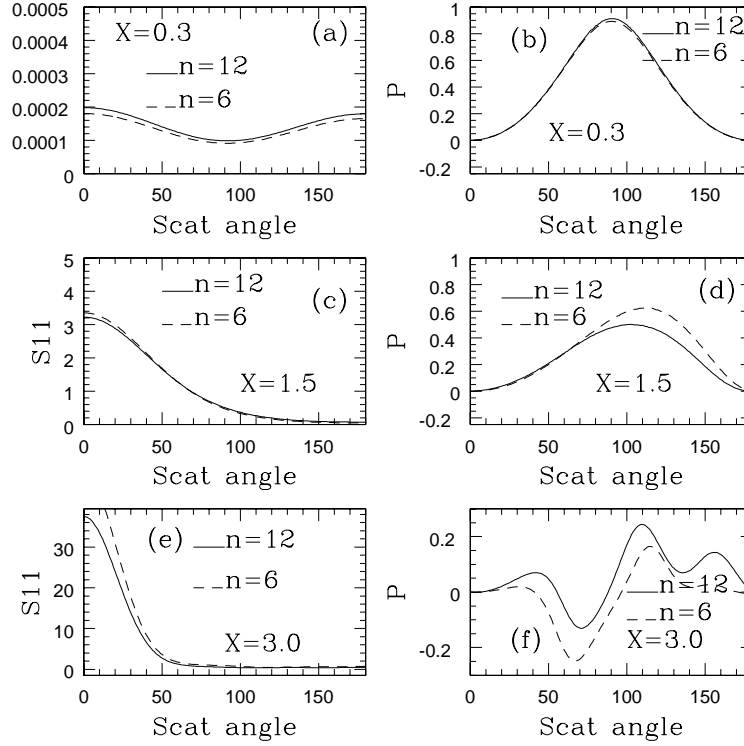 0.0005
0.0004
0.0003
0.0002
0.0001
0
X=0.3
(a)
n=12
n=6
0 50 100 150
Scat angle
1
0.8
0.6
0.4
0.2
0
-0.2
P
(b)
n=12
n=6
X=0.3
0 50 100 150
Scat angle
5
4
3
2
1
0
S11
n=12
n=6
(c)
X=1.5
0 50 100 150
Scat angle
1
0.8
0.6
0.4
0.2
0
-0.2
P
n=12
n=6
(d)
X=1.5
0 50 100 150
Scat angle
30
20
10
0
S11
(e)
n=12
n=6
X=3.0
0 50 100 150
Scat angle
0.2
0
-0.2
P
n=12
n=6
(f)
X=3.0
0 50 100 150
Scat angle